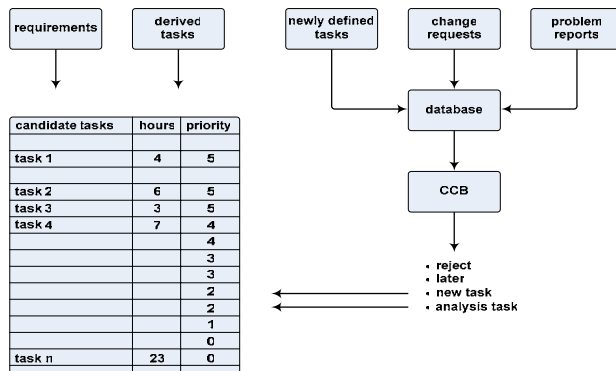 requirements
derived
tasks
newly defined
tasks
change
requests
problem
reports
database
CCB
candidate tasks hours priority
task 1 4 5
task 2 6 5
task 3 3 5
task 4 7 4
4
3
3
2
2
1
0
task n 23 0
• reject
• later
• new task
• analysis task